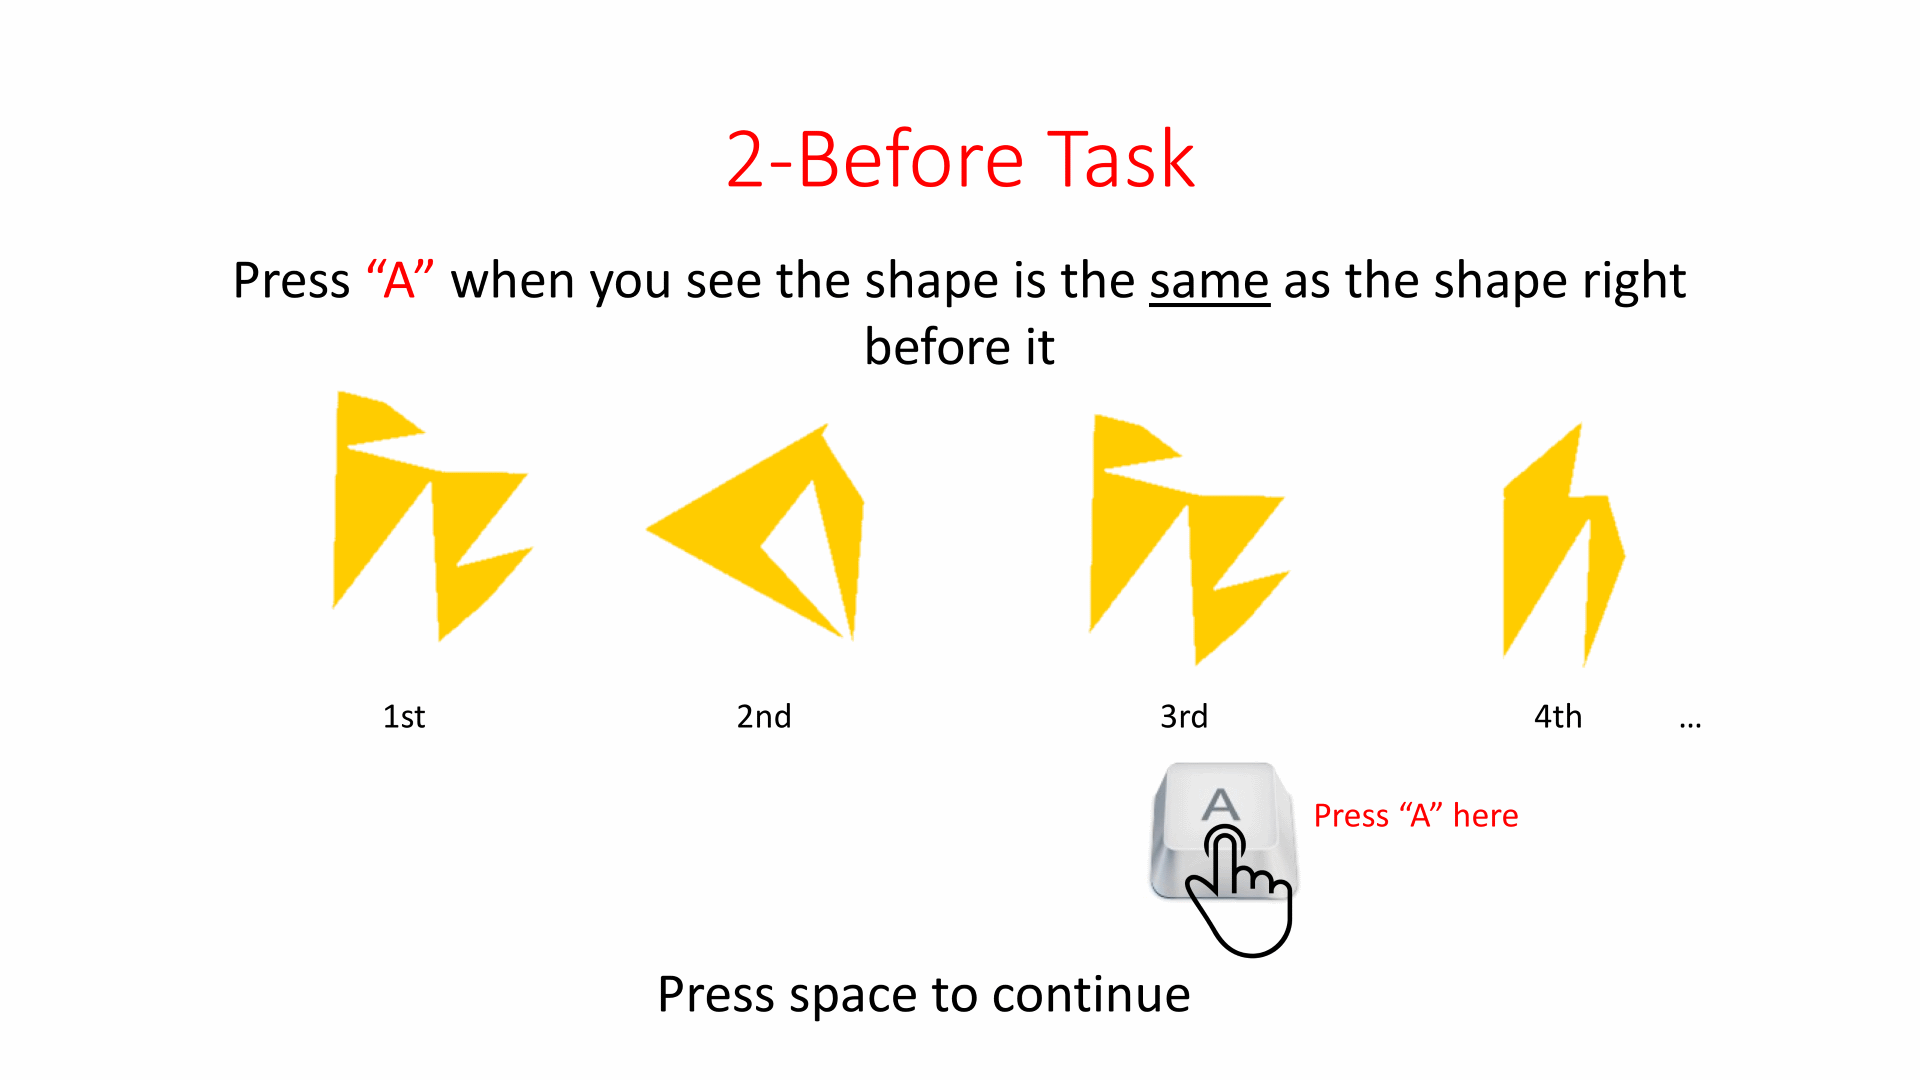 2-Before Task
Press “A” when you see the shape is the same as the shape right
before it
1st 2nd 3rd 4th ...
A
Press “A” here
Press space to continue